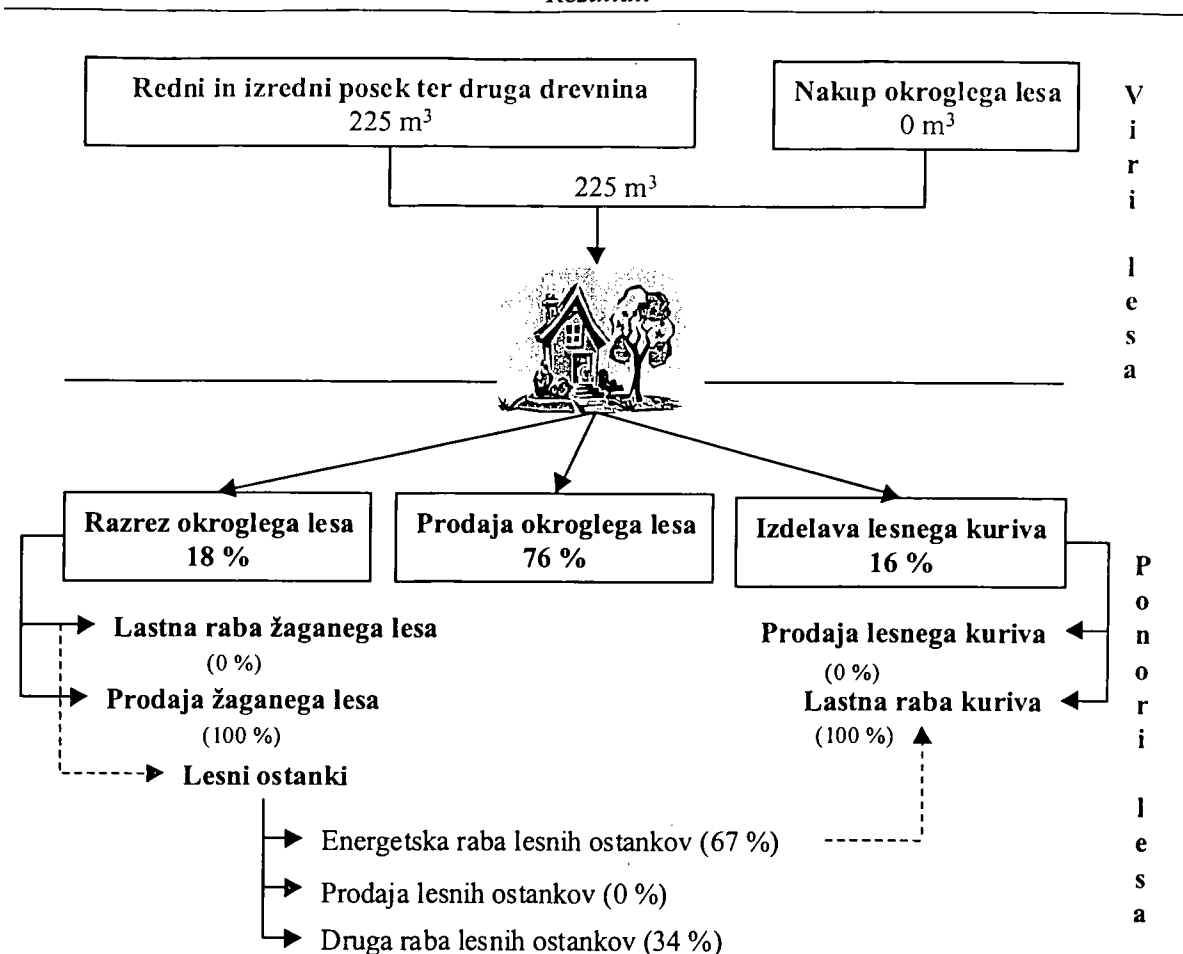 Redni in izredni posek ter druga drevnina
225 m³
Nakup okroglega lesa
0 m³
225 m³
Viri lesa
Razrez okroglega lesa
18 %
Prodaja okroglega lesa
76 %
Izdelava lesnega kuriva
16 %
Lastna raba žaganega lesa
(0 %)
Prodaja žaganega lesa
(100 %)
Lesni ostanki
Prodaja lesnega kuriva
(0 %)
Lastna raba kuriva
(100 %)
Energetska raba lesnih ostankov (67 %)
Prodaja lesnih ostankov (0 %)
Druga raba lesnih ostankov (34 %)
Ponori lesa